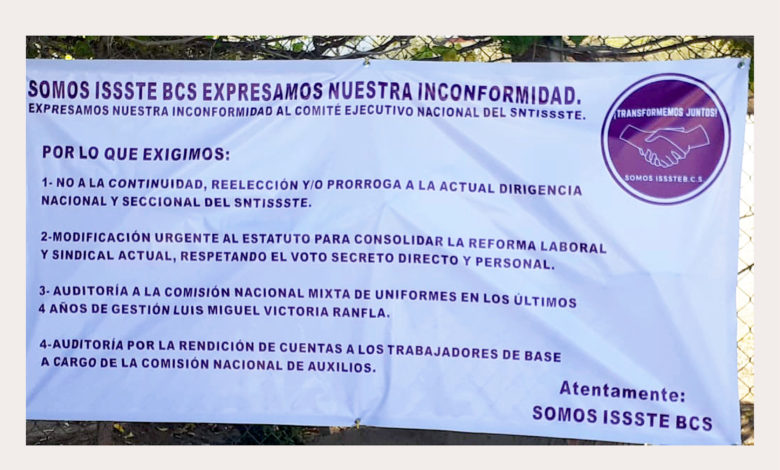 SOMOS ISSSTE BCS EXPRESAMOS NUESTRA INCONFORMIDAD.
EXPRESAMOS NUESTRA INCONFORMIDAD AL COMITÉ EJECUTIVO NACIONAL DEL SNTISSSTE.
¡TRANSFORMEMOS JUNTOS!
SOMOS ISSSTEB.C.S
POR LO QUE EXIGIMOS:
1- NO A LA CONTINUIDAD, REELECCIÓN Y/O PRORROGA A LA ACTUAL DIRIGENCIA
NACIONAL Y SECCIONAL DEL SNTISSSTE.
2-MODIFICACIÓN URGENTE AL ESTATUTO PARA CONSOLIDAR LA REFORMA LABORAL
Y SINDICAL ACTUAL, RESPETANDO EL VOTO SECRETO DIRECTO Y PERSONAL.
3- AUDITORÍA A LA COMISIÓN NACIONAL MIXTA DE UNIFORMES EN LOS ÚLTIMOS
4 AÑOS DE GESTIÓN LUIS MIGUEL VICTORIA RANFLA.
4-AUDITORÍA POR LA RENDICIÓN DE CUENTAS A LOS TRABAJADORES DE BASE
A CARGO DE LA COMISIÓN NACIONAL DE AUXILIOS.
Atentamente:
SOMOS ISSSTE BCS